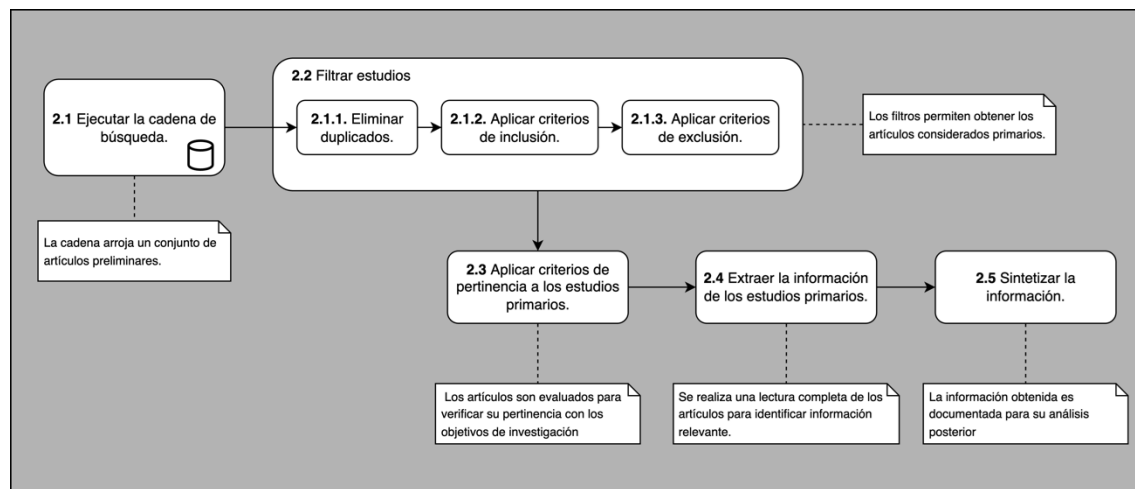 2.2 Filtrar estudios
2.1 Ejecutar la cadena de
búsqueda.
2.1.1. Eliminar
duplicados.
2.1.2. Aplicar criterios
de inclusión.
2.1.3. Aplicar criterios
de exclusión.
Los filtros permiten obtener los
artículos considerados primarios.
La cadena arroja un conjunto de
artículos preliminares.
2.3 Aplicar criterios de
pertinencia a los estudios
primarios.
2.4 Extraer la información
de los estudios primarios.
2.5 Sintetizar la
información.
Los artículos son evaluados para
verificar su pertinencia con los
objetivos de investigación
Se realiza una lectura completa de los
artículos para identificar información
relevante.
La información obtenida es
documentada para su análisis
posterior